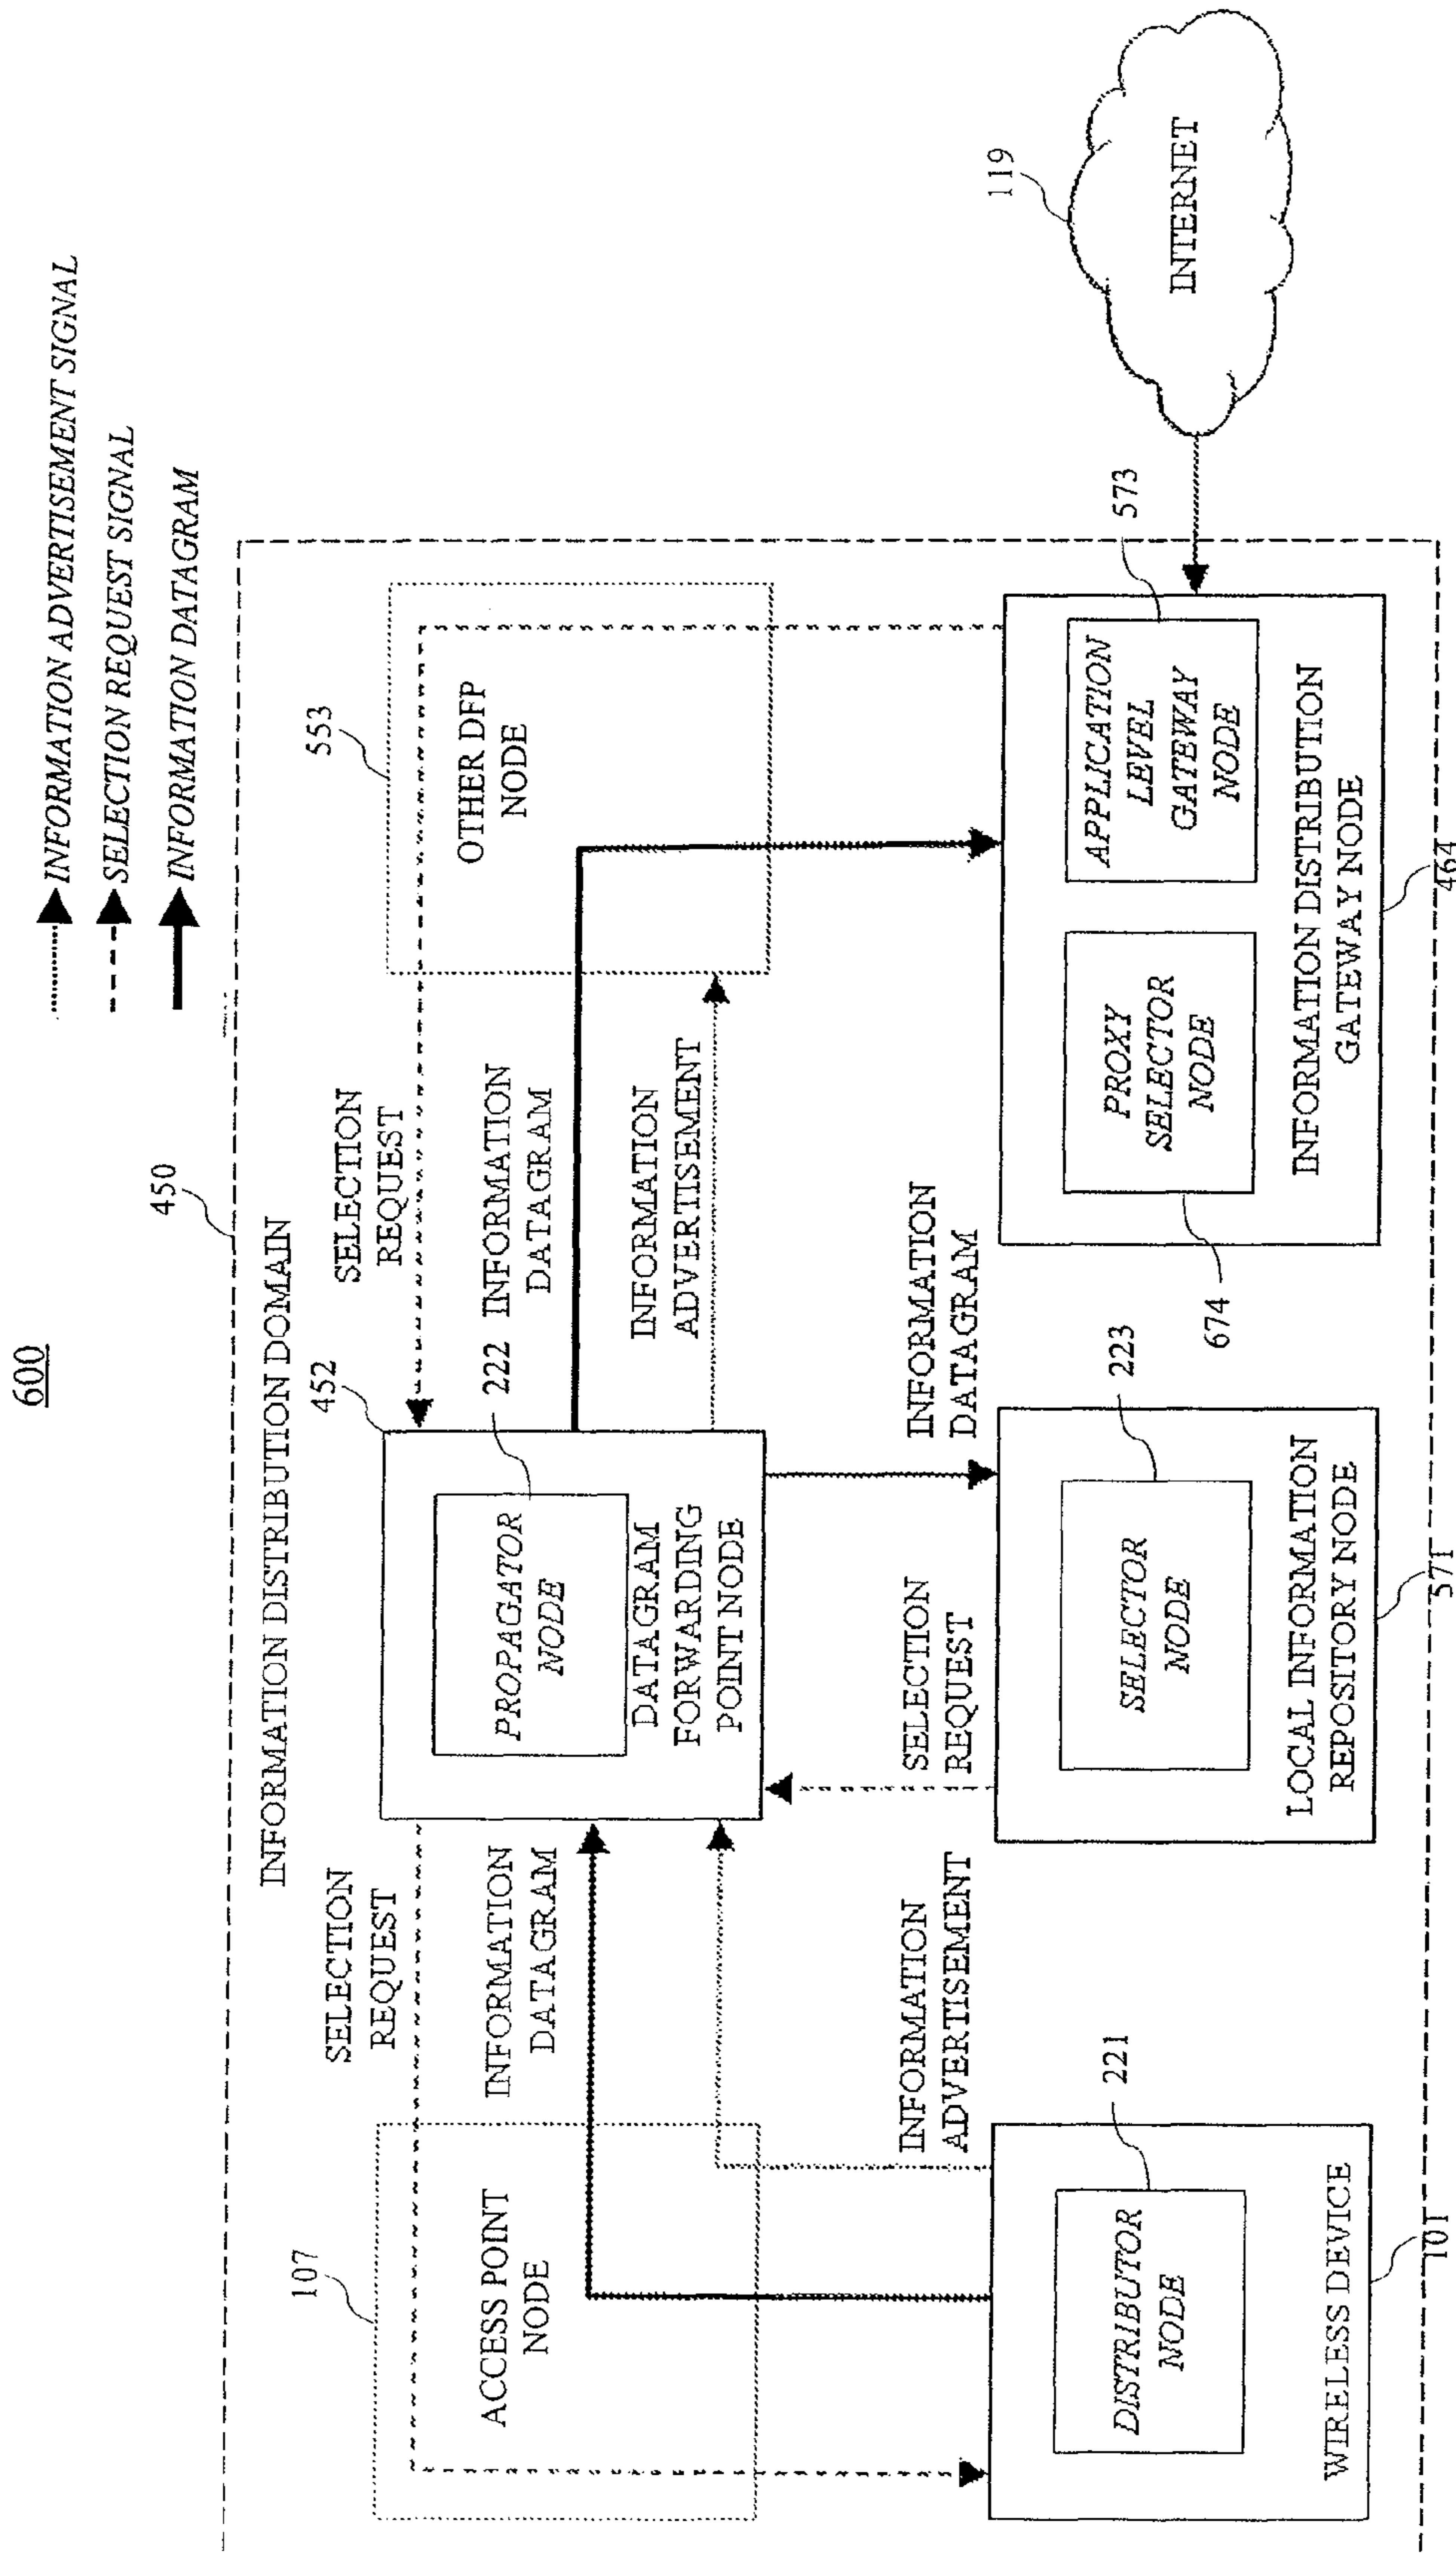 600
INFORMATION ADVERTISEMENT SIGNAL
SELECTION REQUEST SIGNAL
INFORMATION DATAGRAM
450
INFORMATION DISTRIBUTION DOMAIN
107
ACCESS POINT
NODE
SELECTION
REQUEST
INFORMATION
DATAGRAM
452
222
PROPAGATOR
NODE
DATAGRAM
FORWARDING
POINT NODE
SELECTION
REQUEST
INFORMATION
DATAGRAM
INFORMATION
ADVERTISEMENT
553
OTHER DFP
NODE
INFORMATION
ADVERTISEMENT
SELECTION
REQUEST
INFORMATION
DATAGRAM
221
DISTRIBUTOR
NODE
WIRELESS DEVICE
101
223
SELECTOR
NODE
LOCAL INFORMATION
REPOSITORY NODE
571
674
PROXY
SELECTOR
NODE
573
APPLICATION
LEVEL
GATEWAY
NODE
INFORMATION DISTRIBUTION
GATEWAY NODE
464
119
INTERNET